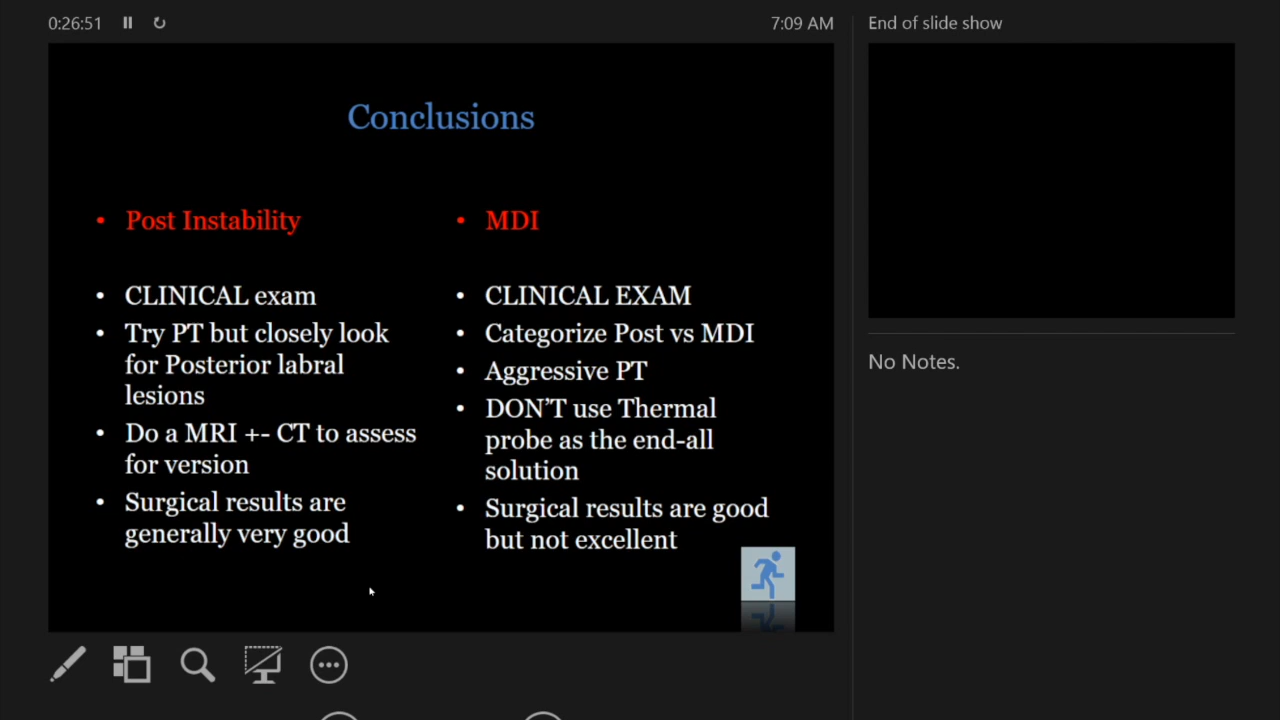 0:26:51
7:09 AM
End of slide show
Conclusions
• Post Instability
• CLINICAL exam
• Try PT but closely look
for Posterior labral
lesions
• Do a MRI +- CT to assess
for version
• Surgical results are
generally very good
• MDI
• CLINICAL EXAM
• Categorize Post vs MDI
• Aggressive PT
• DON’T use Thermal
probe as the end-all
solution
• Surgical results are good
but not excellent
No Notes.